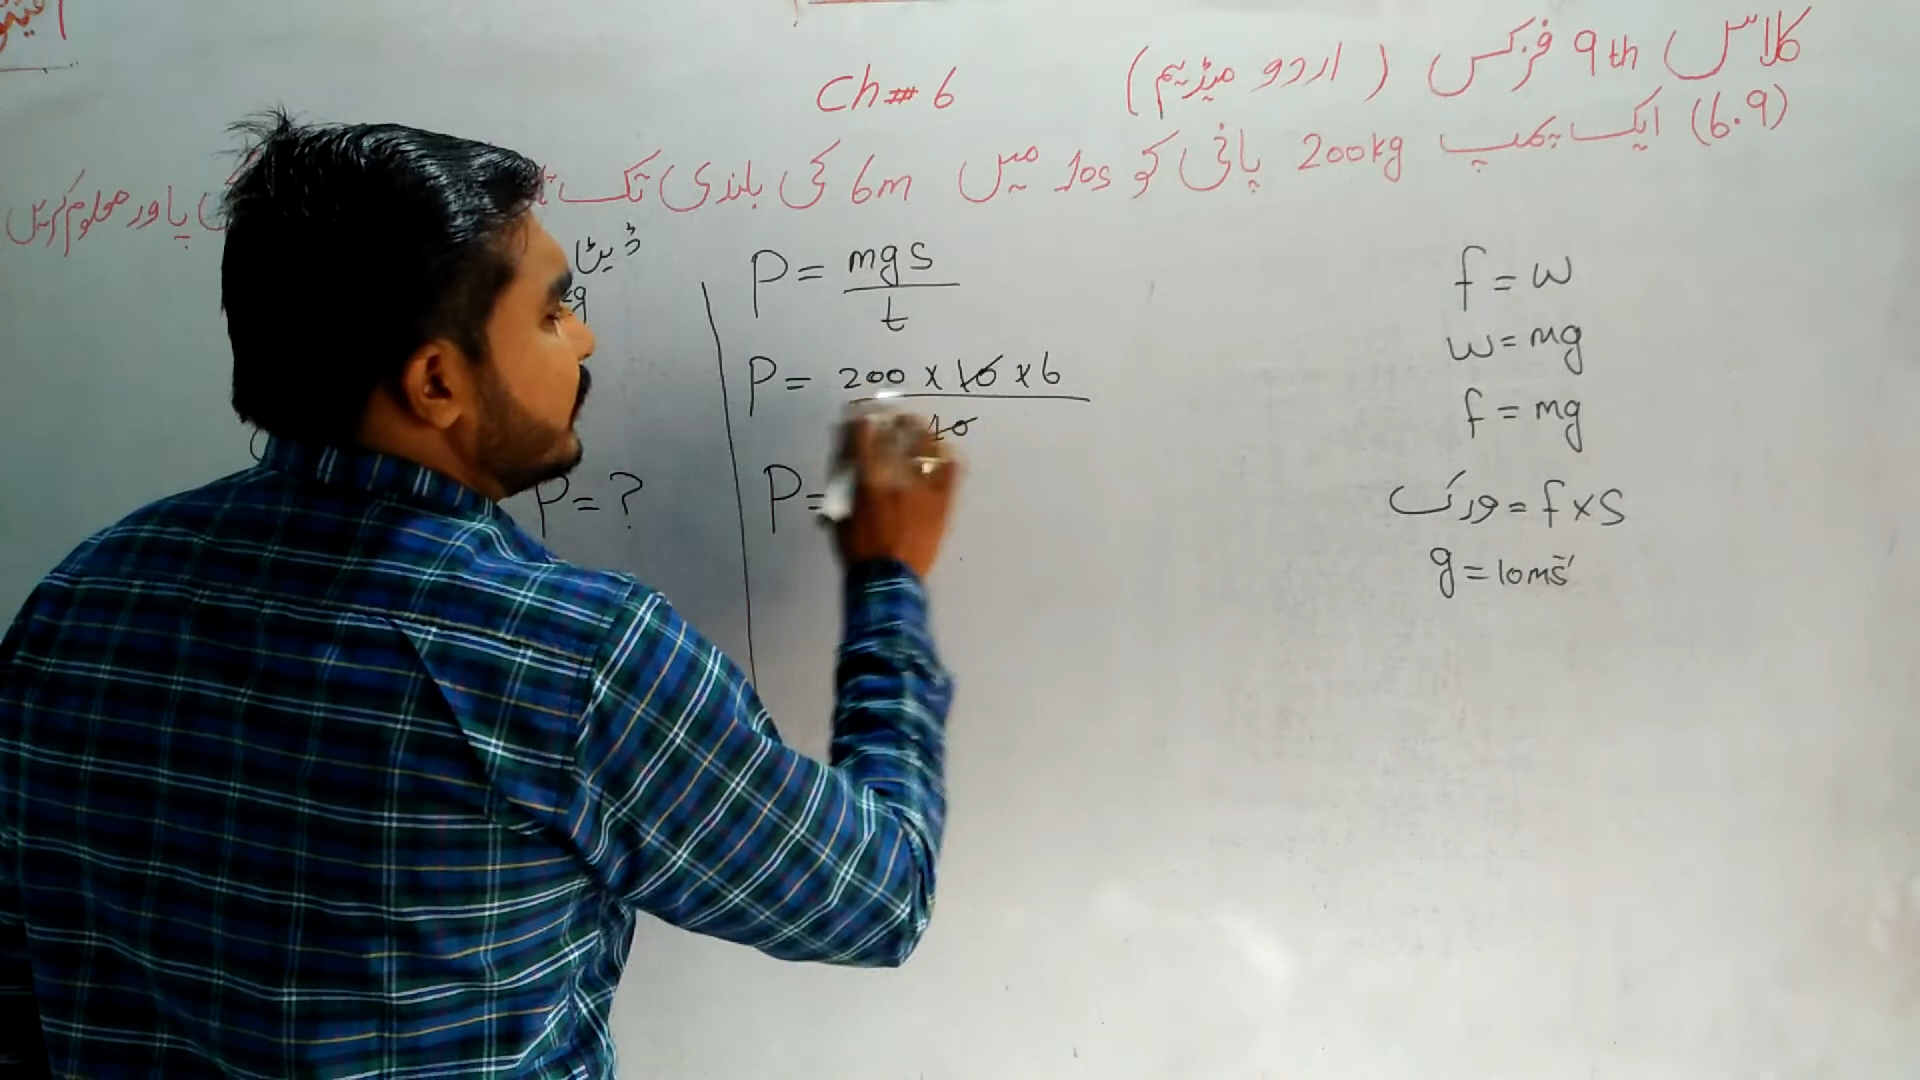 کلاس 9th فزکس (اردو میڈیم)
Ch # 6
(6.9) ایک پمپ 200kg پانی کو 10s میں 6m کی بلندی تک
پاور معلوم کریں
ڈیٹا
P = ?
P = mgs / t
P = 200 x 10 x 6 / 10
P =
f = w
w = mg
f = mg
ورک = f x s
g = 10ms⁻¹